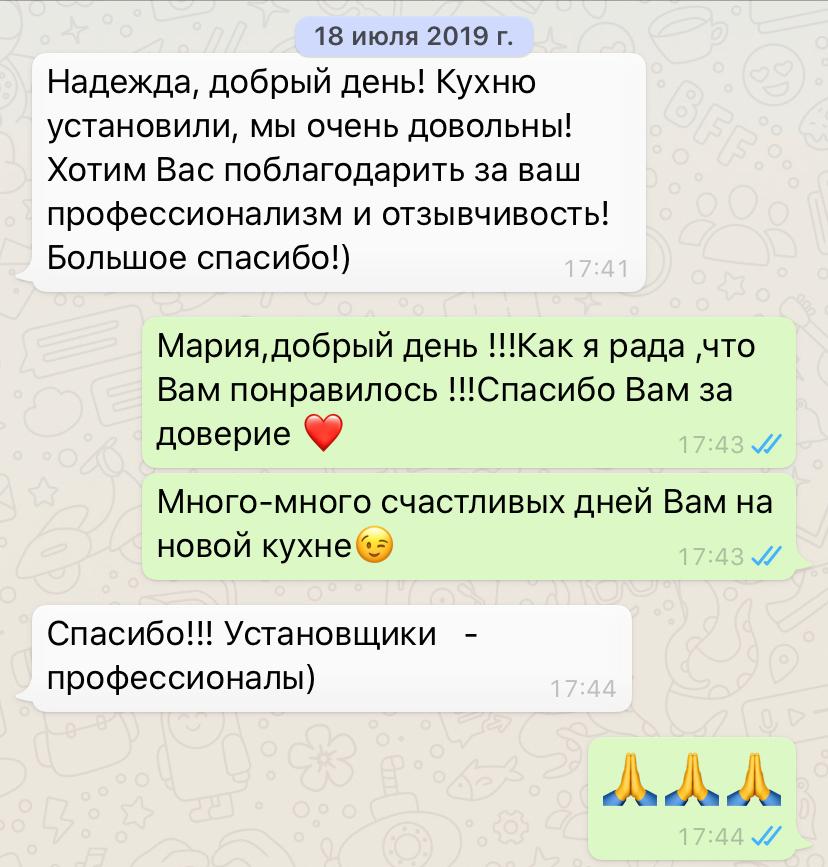 18 июля 2019 г.
Надежда, добрый день! Кухню
установили, мы очень довольны!
Хотим Вас поблагодарить за ваш
профессионализм и отзывчивость!
Большое спасибо!)
17:41
Мария,добрый день !!!Как я рада ,что
Вам понравилось !!!Спасибо Вам за
доверие ❤️
17:43
Много-много счастливых дней Вам на
новой кухне😉
17:43
Спасибо!!! Установщики -
профессионалы)
17:44
🙏🙏🙏
17:44